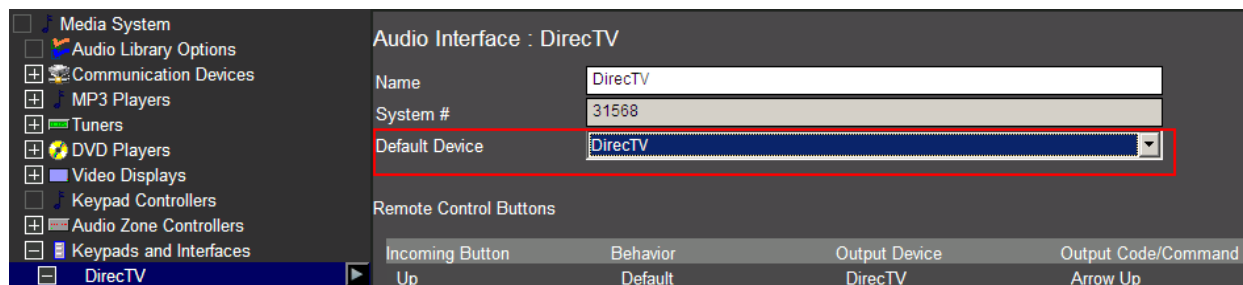 Media System
Audio Library Options
Communication Devices
MP3 Players
Tuners
DVD Players
Video Displays
Keypad Controllers
Audio Zone Controllers
Keypads and Interfaces
DirecTV
Audio Interface : DirecTV
Name DirecTV
System # 31568
Default Device DirecTV
Remote Control Buttons
Incoming Button Behavior Output Device Output Code/Command
Up Default DirecTV Arrow Up